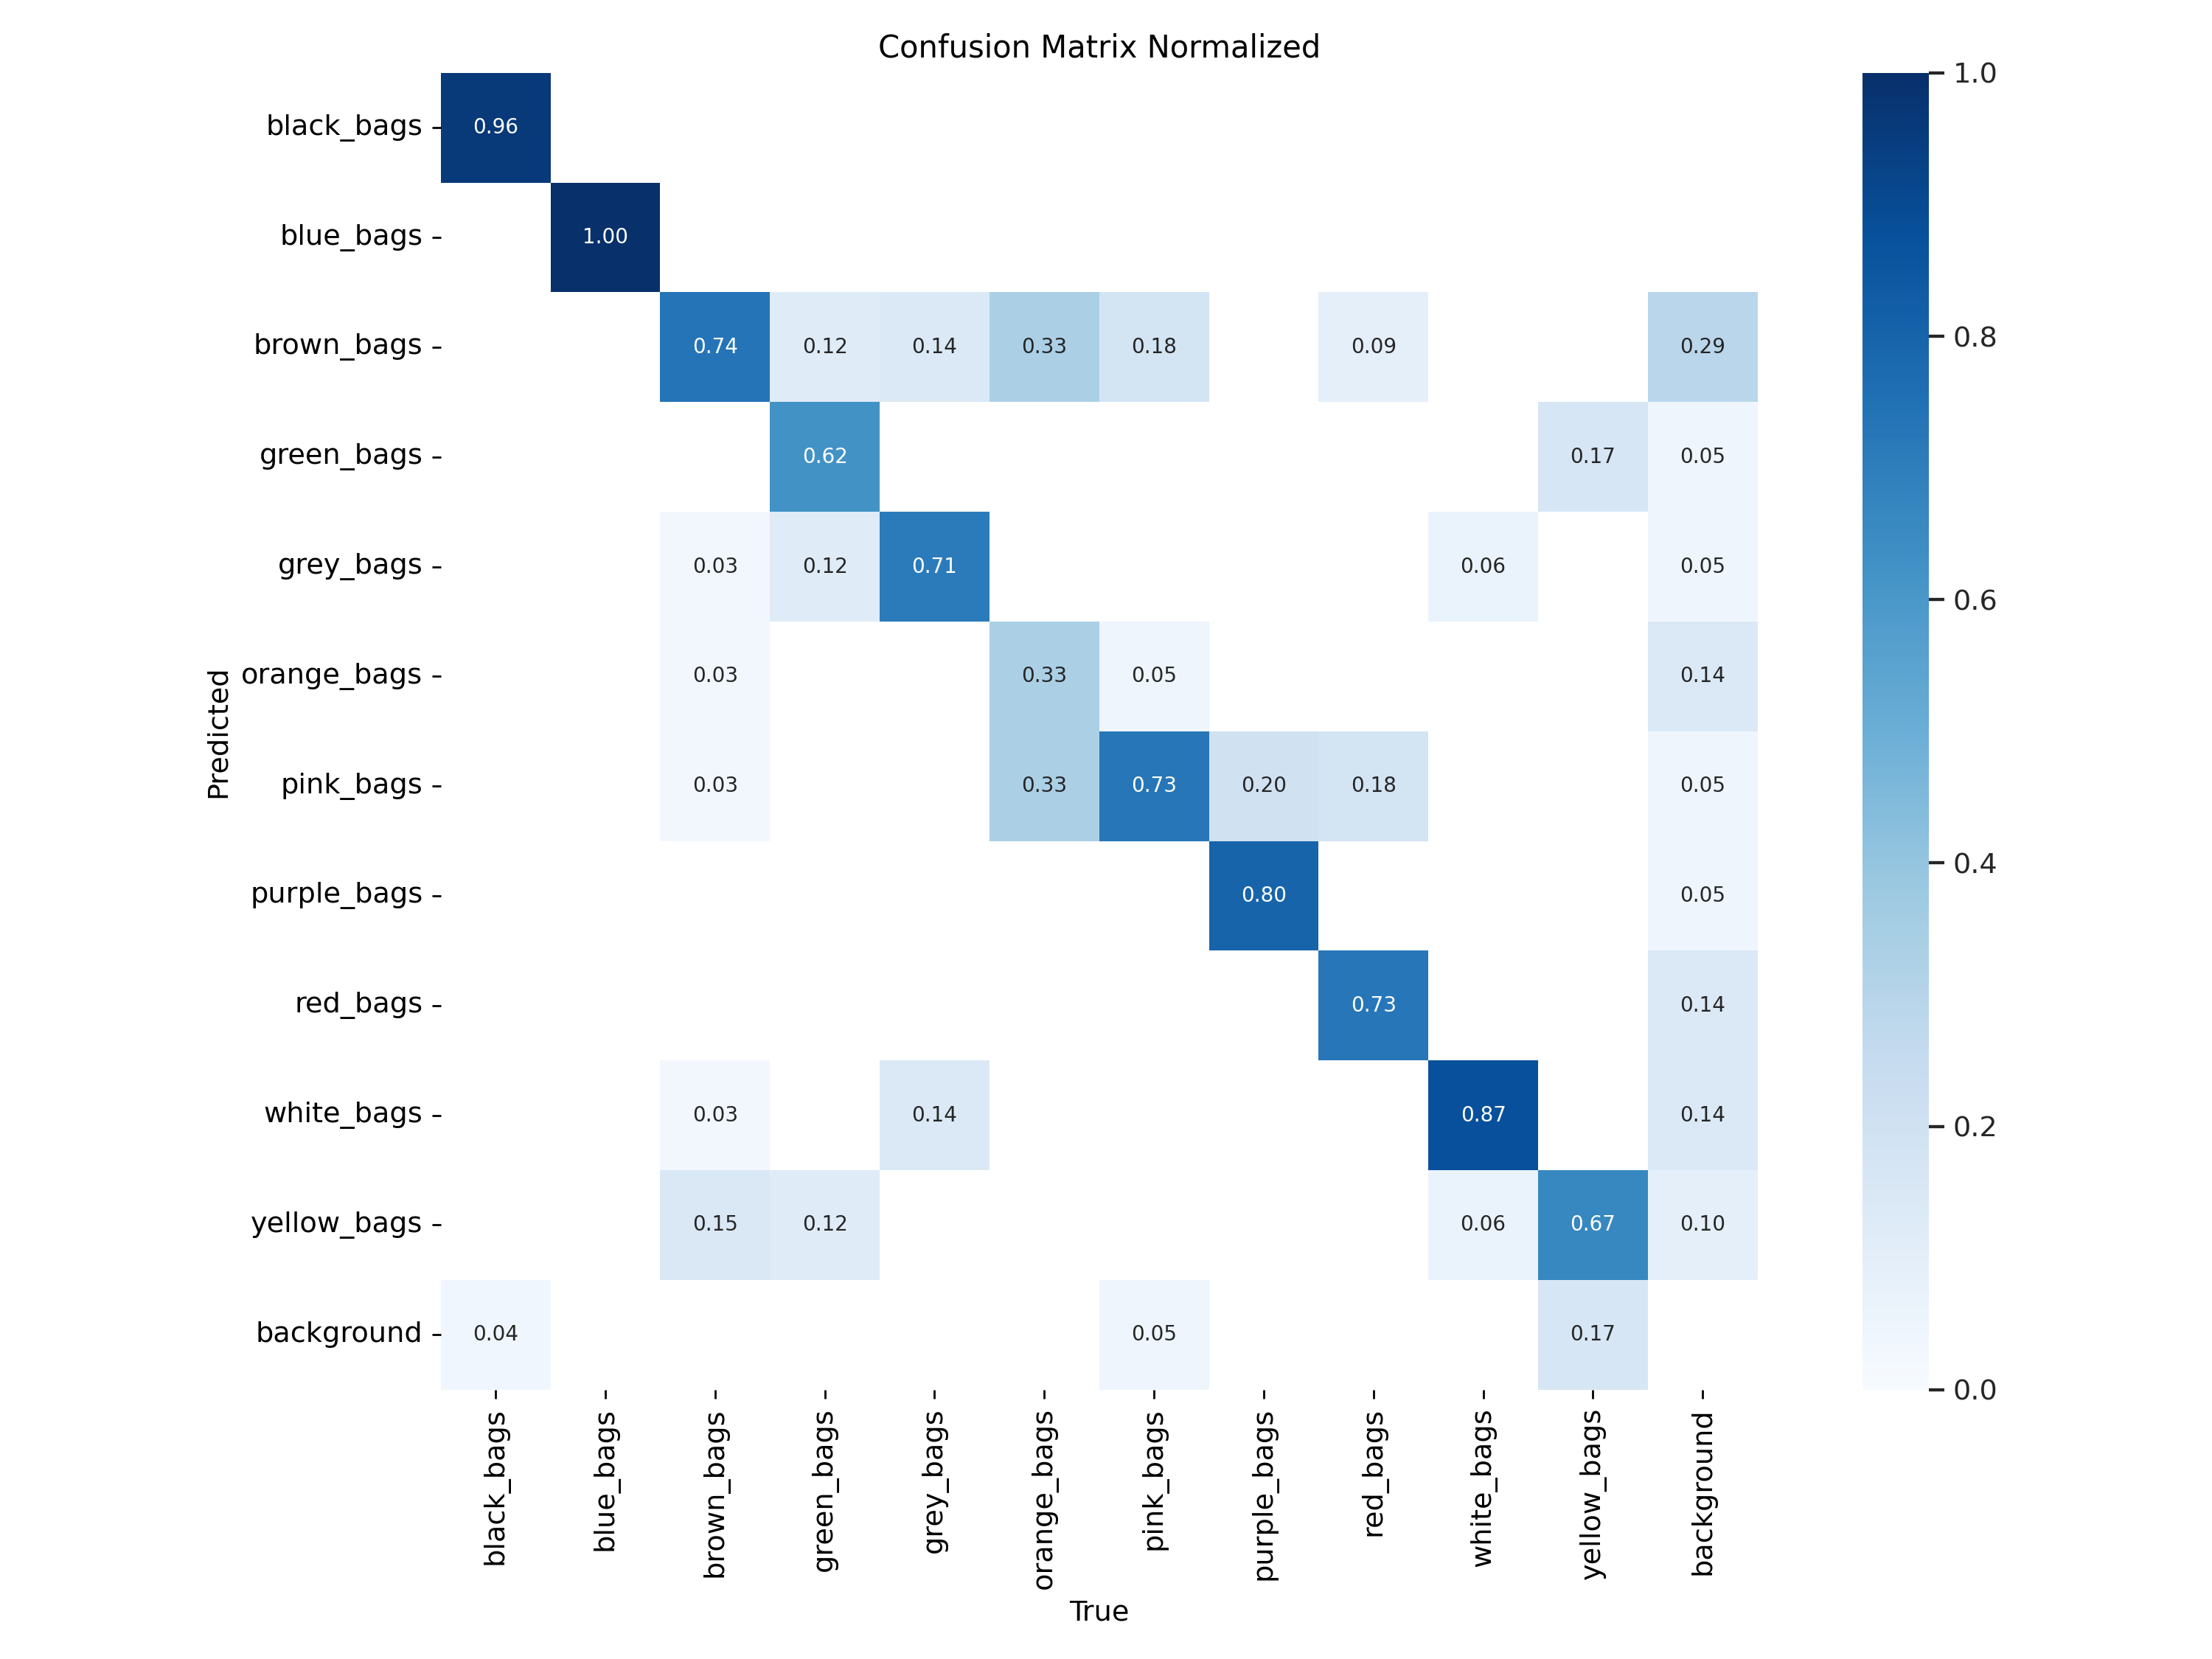 Confusion Matrix Normalized
black_bags 0.96
blue_bags 1.00
brown_bags 0.74 0.12 0.14 0.33 0.18 0.09 0.29
green_bags 0.62 0.17 0.05
grey_bags 0.03 0.12 0.71 0.06 0.05
orange_bags 0.03 0.33 0.05 0.14
pink_bags 0.03 0.33 0.73 0.20 0.18 0.05
purple_bags 0.80 0.05
red_bags 0.73 0.14
white_bags 0.03 0.14 0.87 0.14
yellow_bags 0.15 0.12 0.06 0.67 0.10
background 0.04 0.05 0.17
Predicted
black_bags blue_bags brown_bags green_bags grey_bags orange_bags pink_bags purple_bags red_bags white_bags yellow_bags background
True
1.0
0.8
0.6
0.4
0.2
0.0